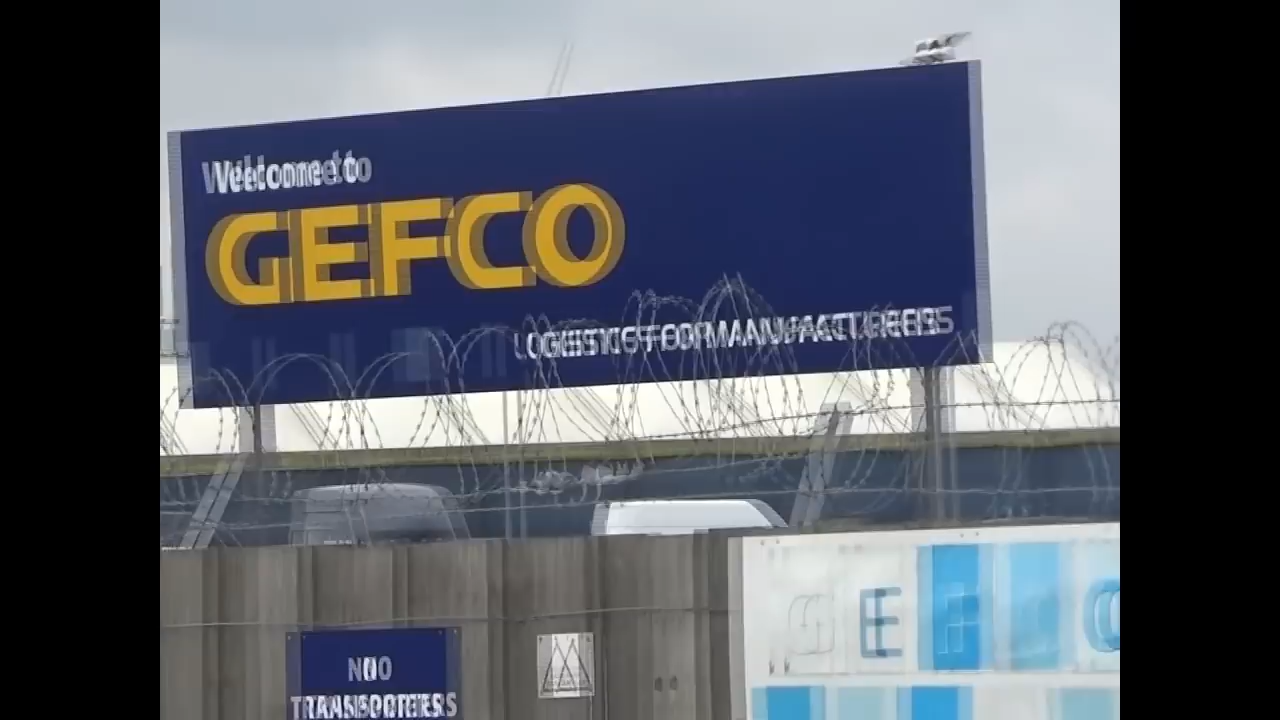 Welcome to
GEFCO
LOGISTICS FOR MANUFACTURERS
NO
TRANSPORTERS